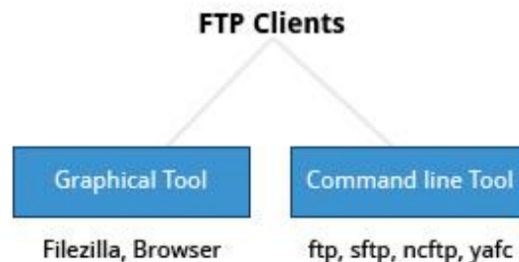 FTP Clients
Graphical Tool
Command line Tool
Filezilla, Browser
ftp, sftp, ncftp, yafc